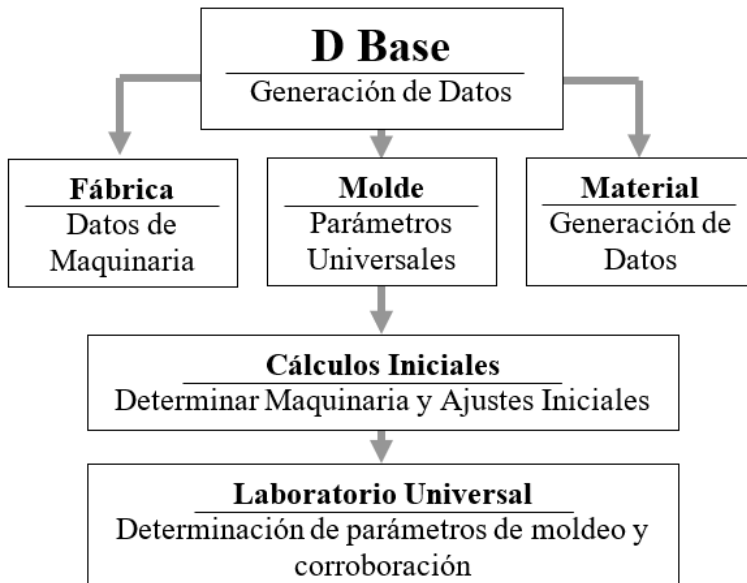 D Base
Generación de Datos
Fábrica
Datos de
Maquinaria
Molde
Parámetros
Universales
Material
Generación de
Datos
Cálculos Iniciales
Determinar Maquinaria y Ajustes Iniciales
Laboratorio Universal
Determinación de parámetros de moldeo y
corroboración